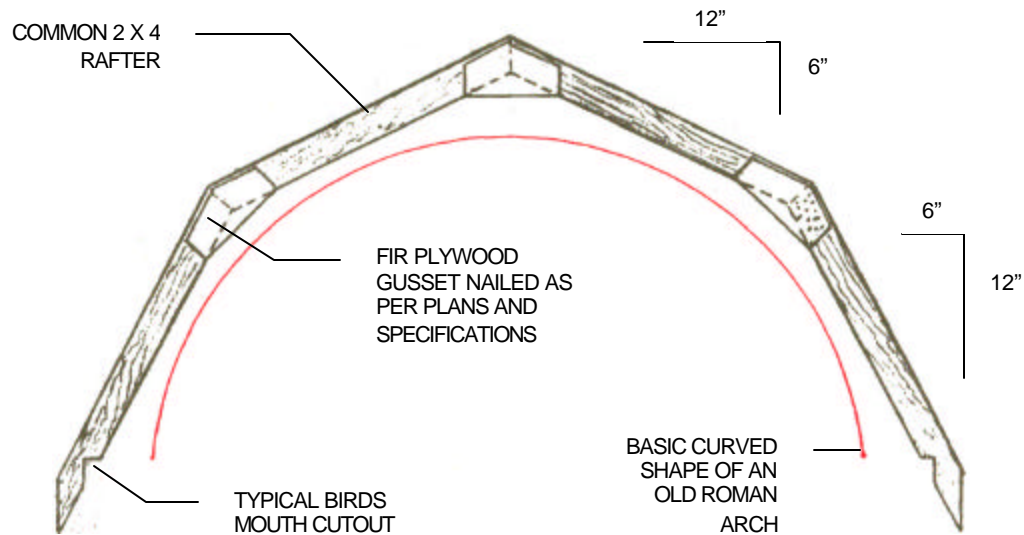 COMMON 2 X 4
RAFTER
12”
6”
6”
12”
FIR PLYWOOD
GUSSET NAILED AS
PER PLANS AND
SPECIFICATIONS
TYPICAL BIRDS
MOUTH CUTOUT
BASIC CURVED
SHAPE OF AN
OLD ROMAN
ARCH